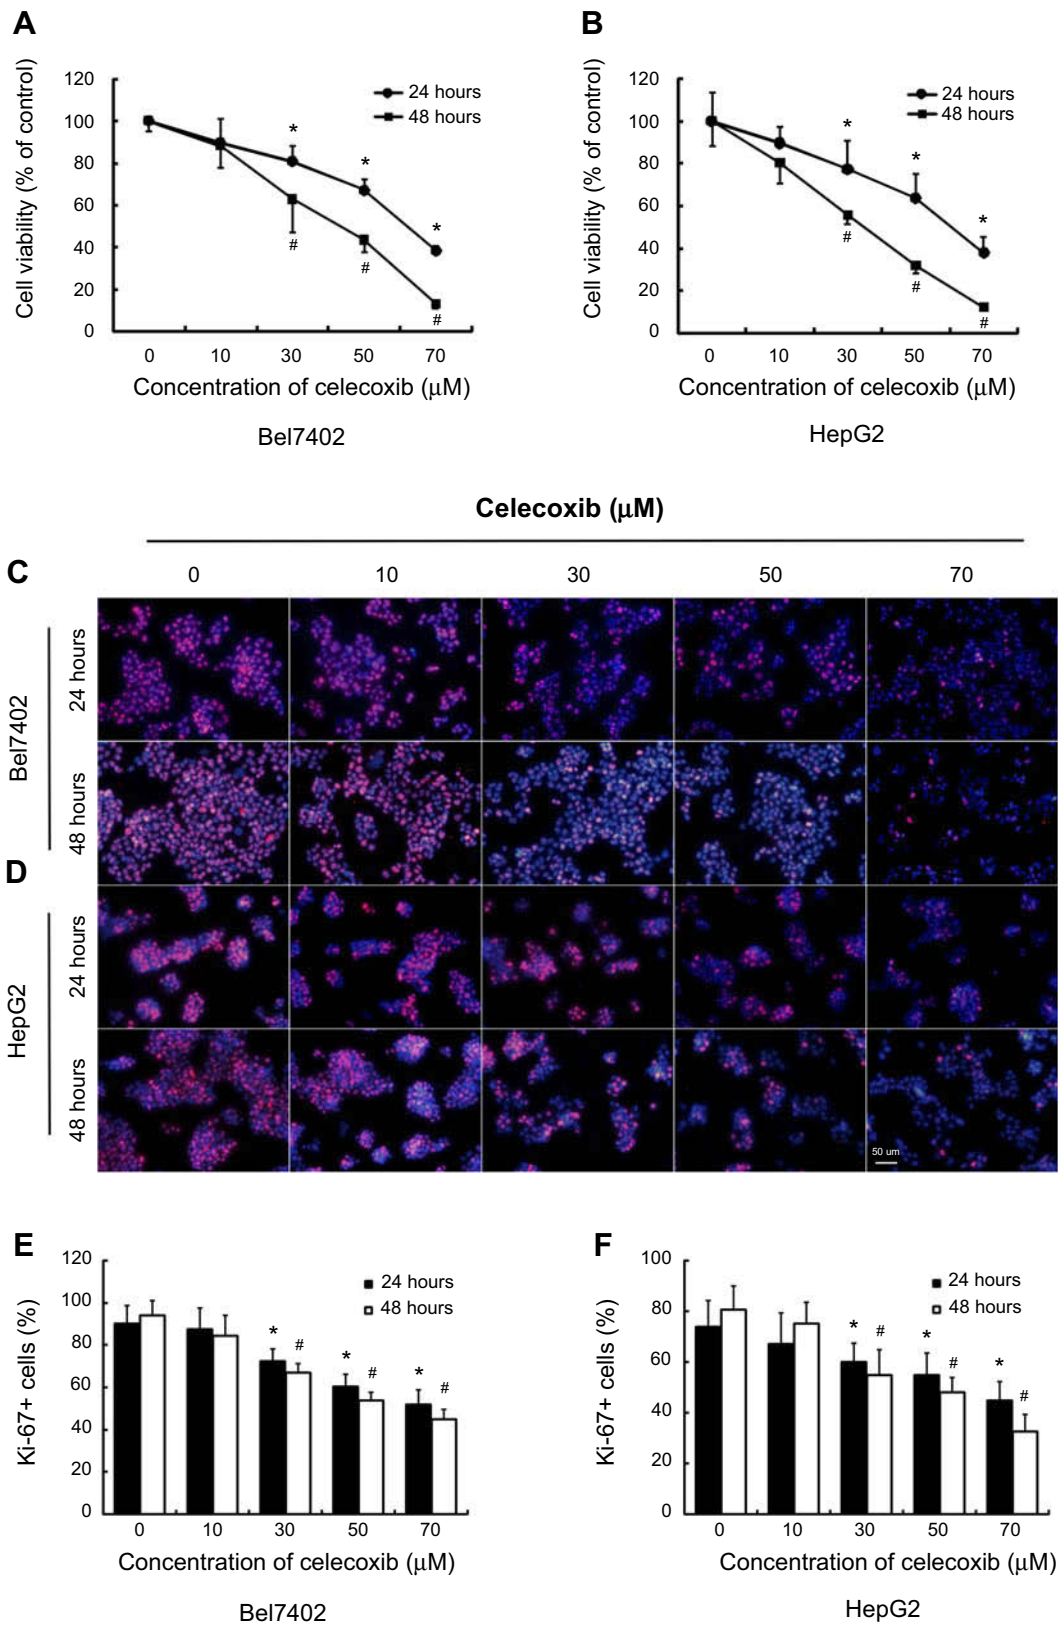 A
B
Cell viability (% of control)
120
100
80
60
40
20
0
24 hours
48 hours
*
*
*
#
#
#
0 10 30 50 70
Concentration of celecoxib (μM)
Bel7402
Cell viability (% of control)
120
100
80
60
40
20
0
24 hours
48 hours
*
*
*
#
#
#
0 10 30 50 70
Concentration of celecoxib (μM)
HepG2
Celecoxib (μM)
C
0 10 30 50 70
Bel7402
24 hours
48 hours
D
HepG2
24 hours
48 hours
50 um
E
Ki-67+ cells (%)
120
100
80
60
40
20
0
24 hours
48 hours
* # * # * #
0 10 30 50 70
Concentration of celecoxib (μM)
Bel7402
F
Ki-67+ cells (%)
100
80
60
40
20
0
24 hours
48 hours
* # * # * #
0 10 30 50 70
Concentration of celecoxib (μM)
HepG2